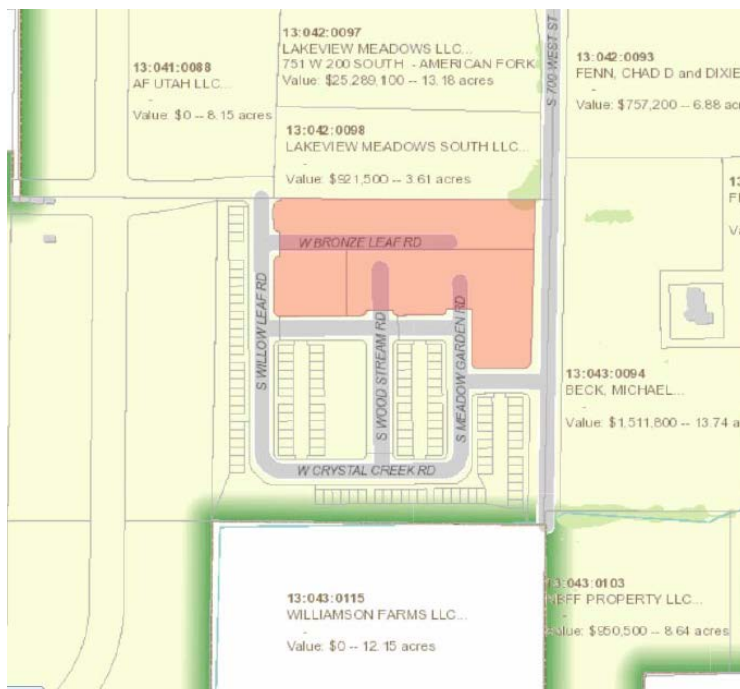 13:042:0097
LAKEVIEW MEADOWS LLC...
751 W 200 SOUTH - AMERICAN FORK
Value: $25,289,100 -- 13.18 acres
13:041:0088
AF UTAH LLC...
-
Value: $0 -- 8.15 acres
S 700 WEST ST
13:042:0093
FENN, CHAD D and DIXIE
-
Value: $757,200 -- 6.88 acr
13:042:0098
LAKEVIEW MEADOWS SOUTH LLC...
-
Value: $921,500 -- 3.61 acres
W BRONZE LEAF RD
S WILLOW LEAF RD
S WOOD STREAM RD
S MEADOW GARDEN RD
W CRYSTAL CREEK RD
13:043:0094
BECK, MICHAEL...
-
Value: $1,511,800 -- 13.74 a
13:043:0115
WILLIAMSON FARMS LLC...
-
Value: $0 -- 12.15 acres
13:043:0103
PROPERTY LLC...
-
Value: $950,500 -- 8.64 acres